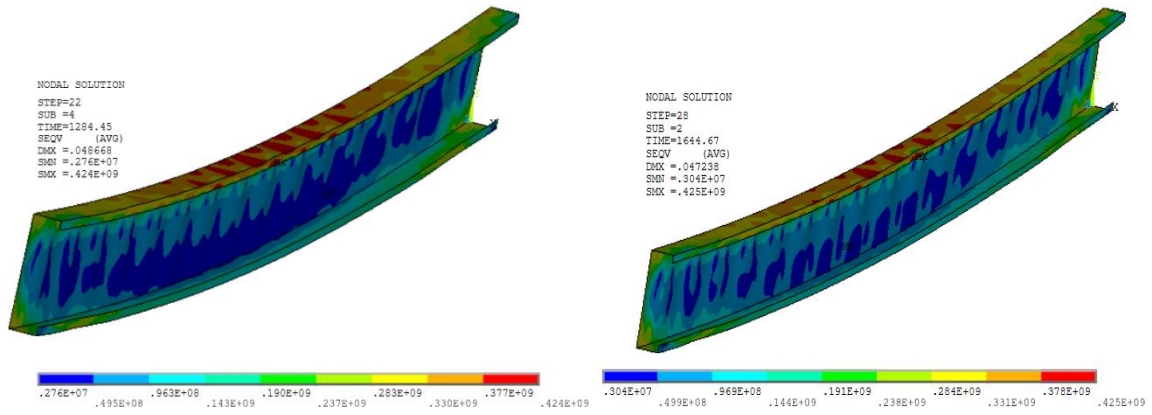 NODAL SOLUTION
STEP=22
SUB =4
TIME=1284.45
SEQV (AVG)
DMX =.048668
SMN =.276E+07
SMX =.424E+09
MX
.276E+07 .963E+08 .190E+09 .283E+09 .377E+09
.495E+08 .143E+09 .237E+09 .330E+09 .424E+09
NODAL SOLUTION
STEP=28
SUB =2
TIME=1644.67
SEQV (AVG)
DMX =.047238
SMN =.304E+07
SMX =.425E+09
MX
X
.304E+07 .969E+08 .191E+09 .284E+09 .378E+09
.499E+08 .144E+09 .238E+09 .331E+09 .425E+09